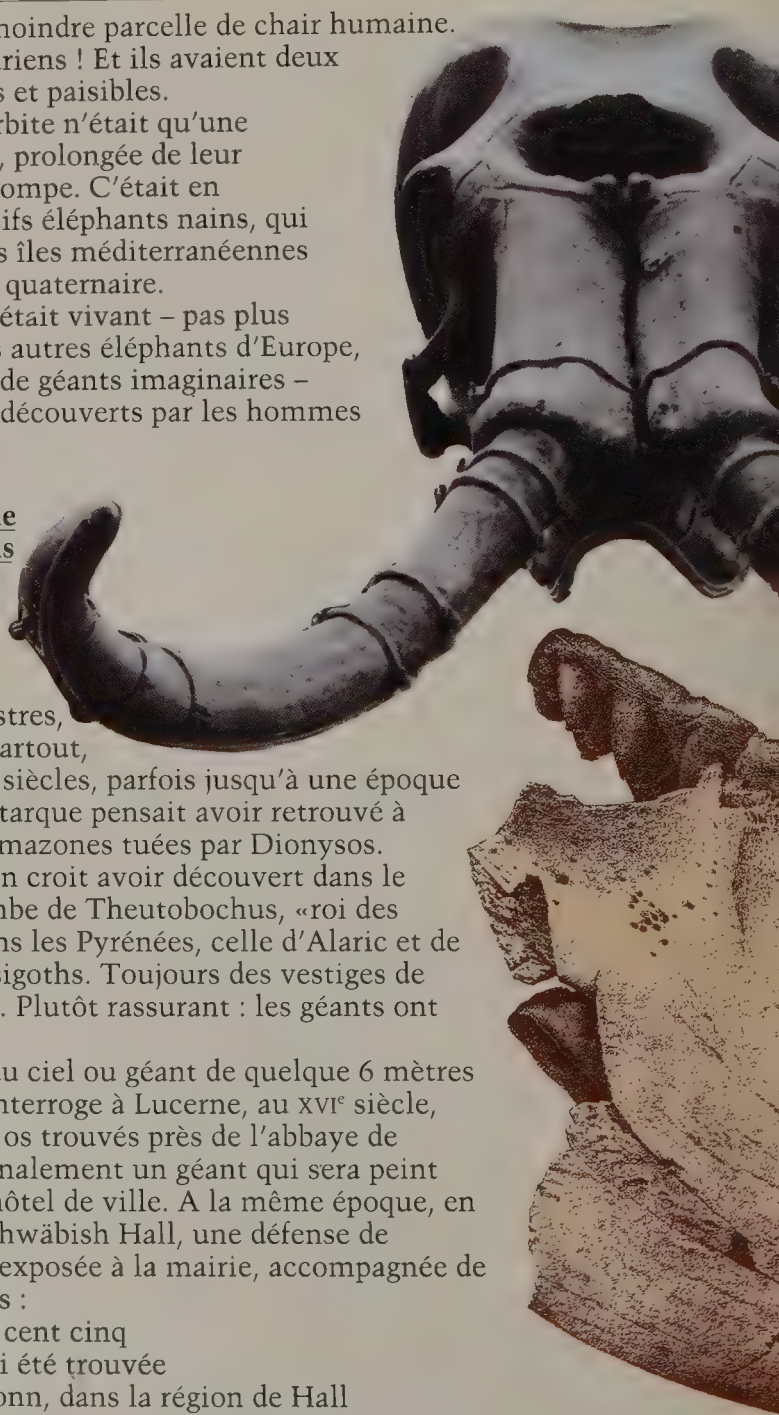 moindre parcelle de chair humaine.
riens ! Et ils avaient deux
s et paisibles.
rbite n'était qu'une
, prolongée de leur
ompe. C'était en
ifs éléphants nains, qui
s îles méditerranéennes
quaternaire.
était vivant – pas plus
s autres éléphants d'Europe,
de géants imaginaires –
découverts par les hommes
e
s
stres,
artout,
siècles, parfois jusqu'à une époque
tarque pensait avoir retrouvé à
mazones tuées par Dionysos.
n croit avoir découvert dans le
mbe de Theutobochus, «roi des
ns les Pyrénées, celle d'Alaric et de
sigoths. Toujours des vestiges de
. Plutôt rassurant : les géants ont
u ciel ou géant de quelque 6 mètres
nterroge à Lucerne, au XVIᵉ siècle,
os trouvés près de l'abbaye de
nalement un géant qui sera peint
hôtel de ville. A la même époque, en
hwäbish Hall, une défense de
exposée à la mairie, accompagnée de
s :
cent cinq
i été trouvée
onn, dans la région de Hall